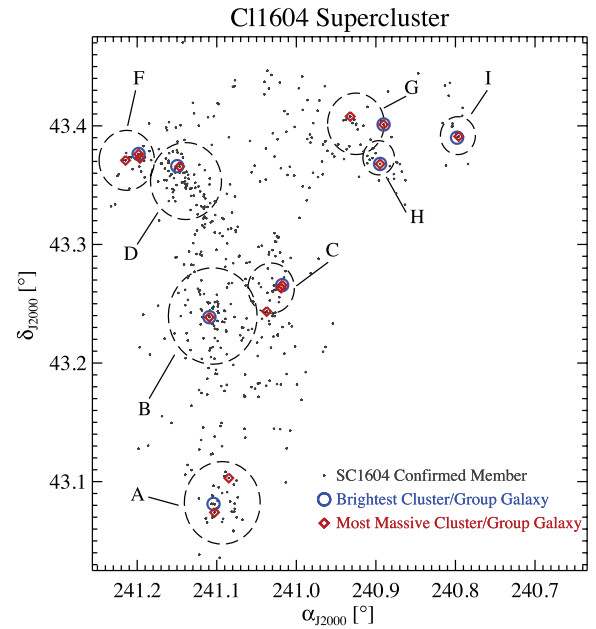 Cl1604 Supercluster
F
G
I
43.4
H
D
C
43.3
δJ2000 [°]
43.2
B
43.1
A
SC1604 Confirmed Member
Brightest Cluster/Group Galaxy
Most Massive Cluster/Group Galaxy
241.2 241.1 241.0 240.9 240.8 240.7
αJ2000 [°]